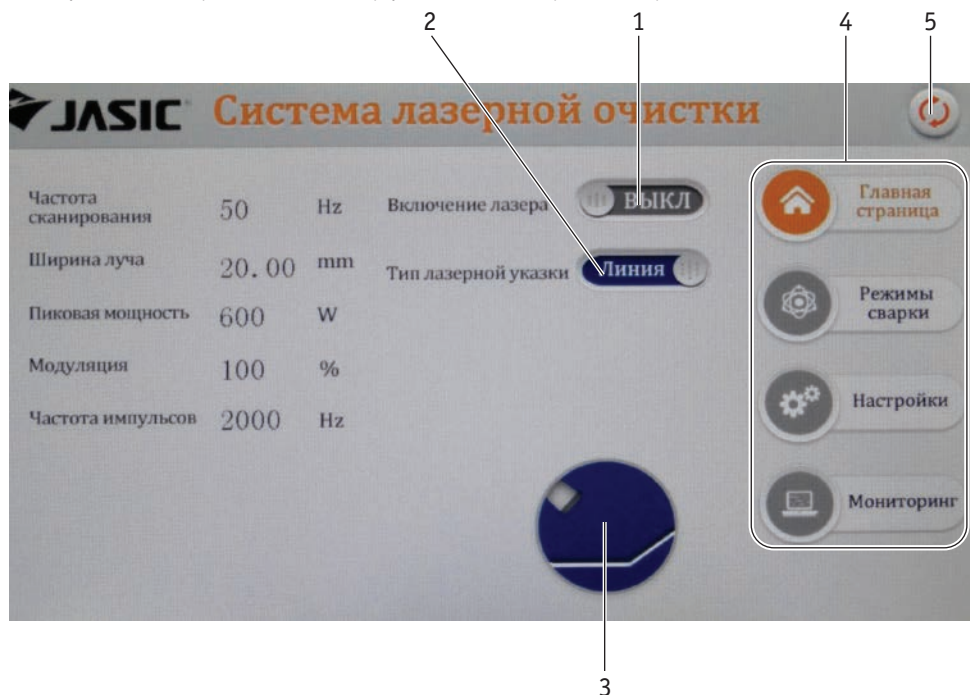 2
1
4
5
JASIC Система лазерной очистки
Частота
сканирования
50 Hz
Включение лазера ВЫКЛ
Главная
страница
Ширина луча 20.00 mm
Тип лазерной указки Линия
Пиковая мощность 600 W
Режимы
сварки
Модуляция 100 %
Настройки
Частота импульсов 2000 Hz
Мониторинг
3